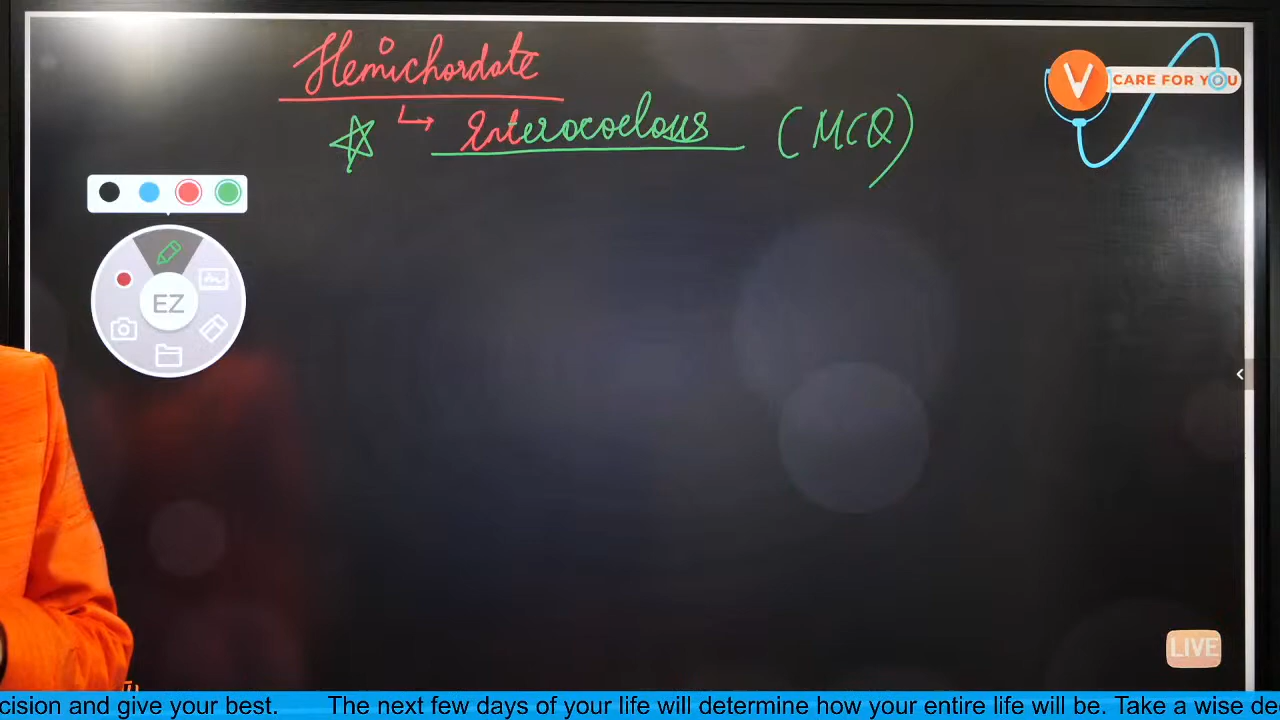 Hemichordate
CARE FOR YOU
V
☆ ↳ Enterocoelous (MCQ)
EZ
LIVE
cision and give your best. The next few days of your life will determine how your entire life will be. Take a wise de